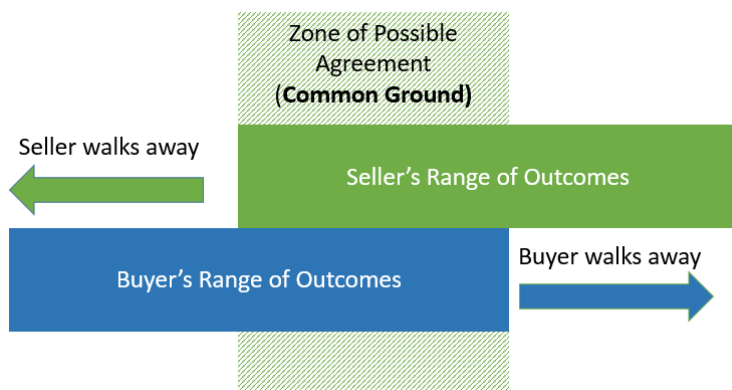 Zone of Possible
Agreement
(Common Ground)
Seller walks away
Seller’s Range of Outcomes
Buyer walks away
Buyer’s Range of Outcomes